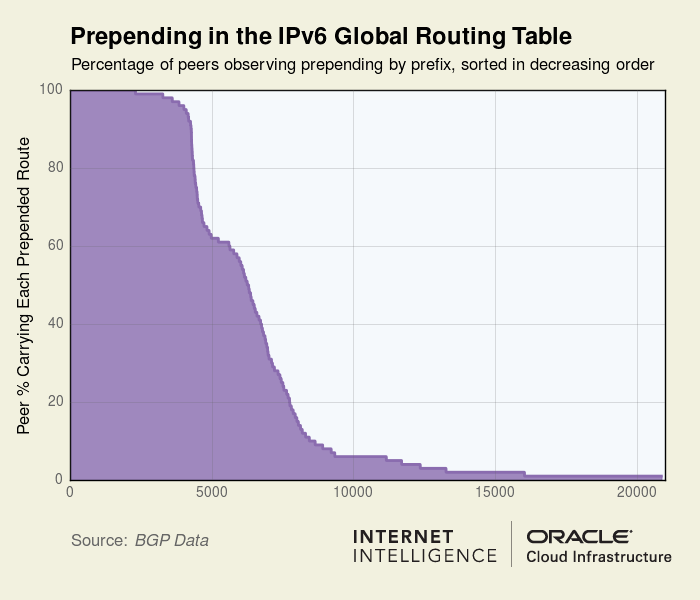 Prepending in the IPv6 Global Routing Table
Percentage of peers observing prepending by prefix, sorted in decreasing order
Peer % Carrying Each Prepended Route
100
80
60
40
20
0
0 5000 10000 15000 20000
Source: BGP Data
INTERNET
INTELLIGENCE
ORACLE
Cloud Infrastructure